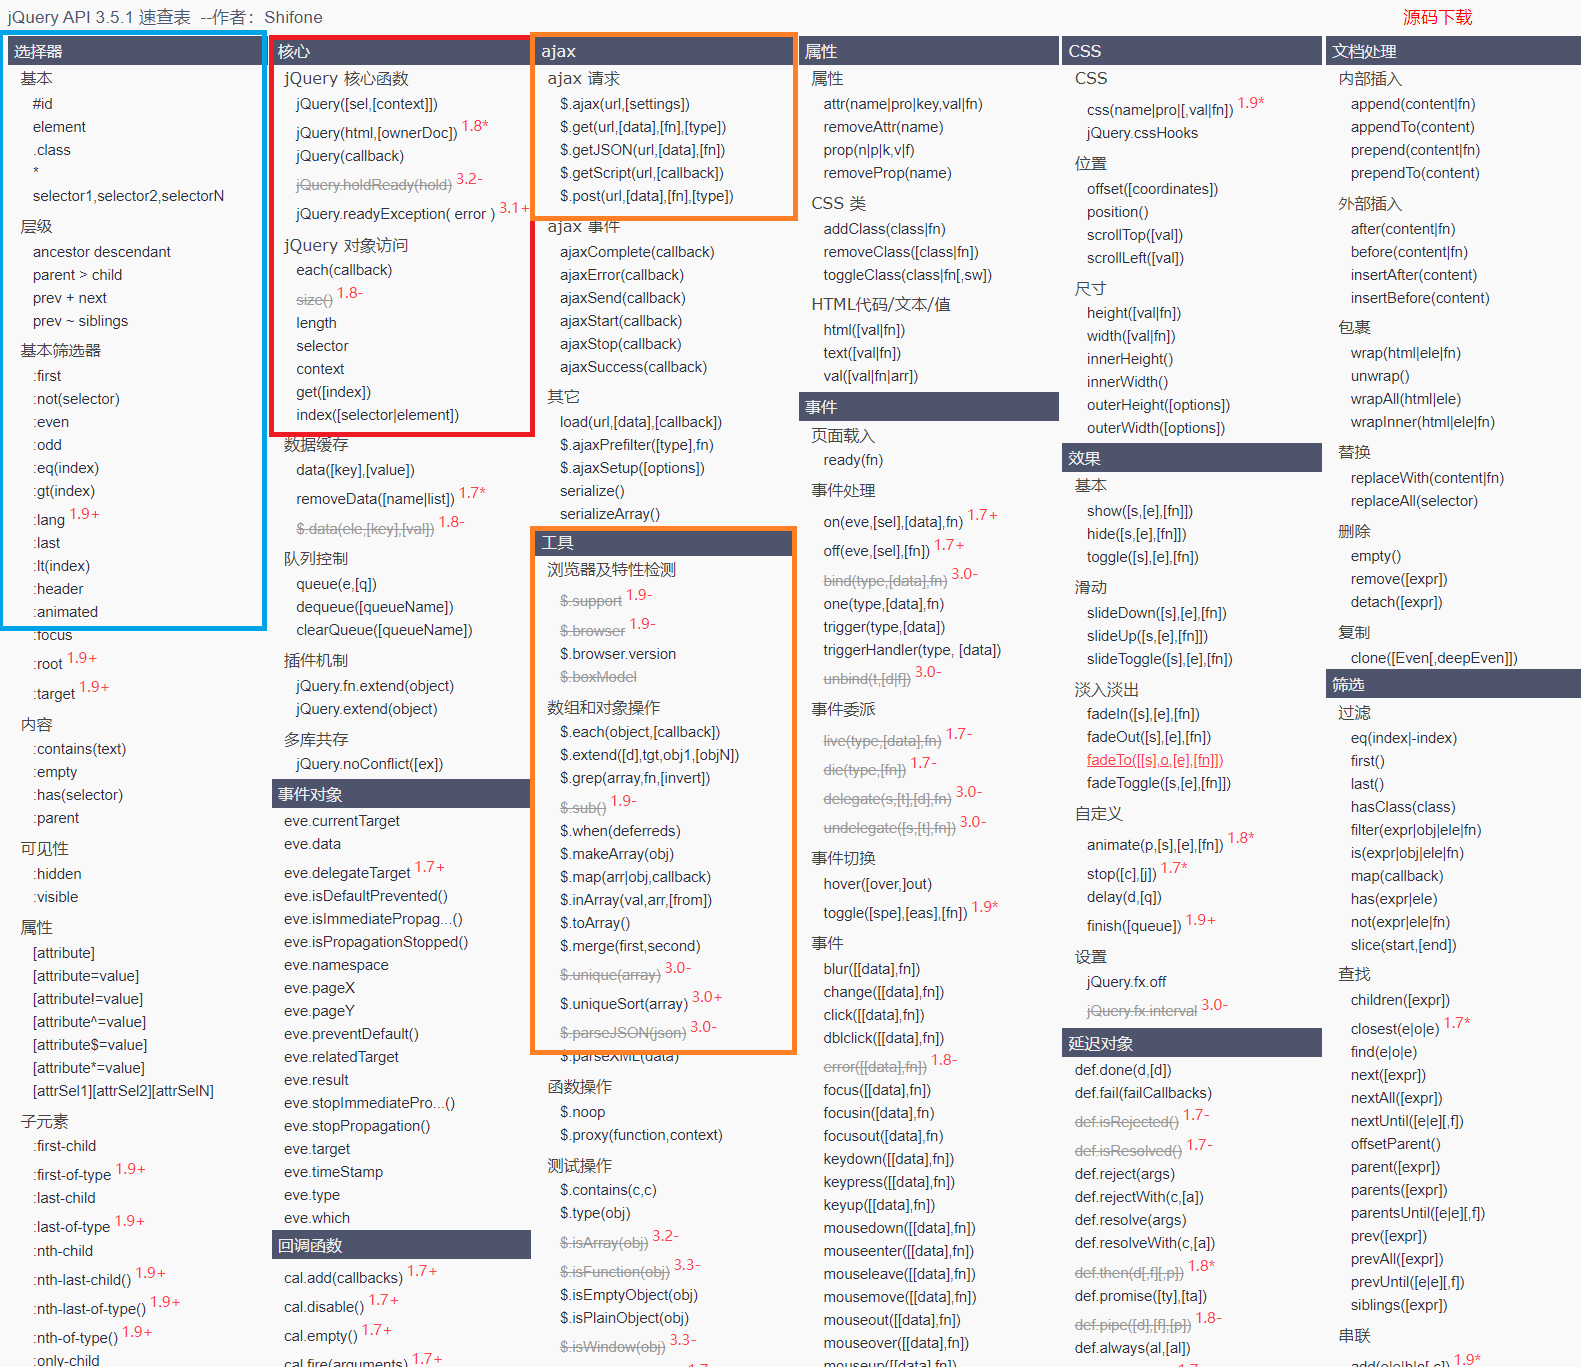 jQuery API 3.5.1 速查表 --作者：Shifone
源码下载
选择器
基本
#id
element
.class
*
selector1,selector2,selectorN
层级
ancestor descendant
parent > child
prev + next
prev ~ siblings
基本筛选器
:first
:not(selector)
:even
:odd
:eq(index)
:gt(index)
:lang 1.9+
:last
:lt(index)
:header
:animated
:focus
:root 1.9+
:target 1.9+
内容
:contains(text)
:empty
:has(selector)
:parent
可见性
:hidden
:visible
属性
[attribute]
[attribute=value]
[attribute!=value]
[attribute^=value]
[attribute$=value]
[attribute*=value]
[attrSel1][attrSel2][attrSelN]
子元素
:first-child
:first-of-type 1.9+
:last-child
:last-of-type 1.9+
:nth-child
:nth-last-child() 1.9+
:nth-last-of-type() 1.9+
:nth-of-type() 1.9+
:only-child
核心
jQuery 核心函数
jQuery([sel,[context]])
jQuery(html,[ownerDoc]) 1.8*
jQuery(callback)
jQuery.holdReady(hold) 3.2-
jQuery.readyException( error ) 3.1+
jQuery 对象访问
each(callback)
size() 1.8-
length
selector
context
get([index])
index([selector|element])
数据缓存
data([key],[value])
removeData([name|list]) 1.7*
$.data(ele,[key],[val]) 1.8-
队列控制
queue(e,[q])
dequeue([queueName])
clearQueue([queueName])
插件机制
jQuery.fn.extend(object)
jQuery.extend(object)
多库共存
jQuery.noConflict([ex])
事件对象
eve.currentTarget
eve.data
eve.delegateTarget 1.7+
eve.isDefaultPrevented()
eve.isImmediatePropag...()
eve.isPropagationStopped()
eve.namespace
eve.pageX
eve.pageY
eve.preventDefault()
eve.relatedTarget
eve.result
eve.stopImmediatePro...()
eve.stopPropagation()
eve.target
eve.timeStamp
eve.type
eve.which
回调函数
cal.add(callbacks) 1.7+
cal.disable() 1.7+
cal.empty() 1.7+
cal.fire(arguments) 1.7+
ajax
ajax 请求
$.ajax(url,[settings])
$.get(url,[data],[fn],[type])
$.getJSON(url,[data],[fn])
$.getScript(url,[callback])
$.post(url,[data],[fn],[type])
ajax 事件
ajaxComplete(callback)
ajaxError(callback)
ajaxSend(callback)
ajaxStart(callback)
ajaxStop(callback)
ajaxSuccess(callback)
其它
load(url,[data],[callback])
$.ajaxPrefilter([type],fn)
$.ajaxSetup([options])
serialize()
serializeArray()
工具
浏览器及特性检测
$.support 1.9-
$.browser 1.9-
$.browser.version
$.boxModel
数组和对象操作
$.each(object,[callback])
$.extend([d],tgt,obj1,[objN])
$.grep(array,fn,[invert])
$.sub() 1.9-
$.when(deferreds)
$.makeArray(obj)
$.map(arr|obj,callback)
$.inArray(val,arr,[from])
$.toArray()
$.merge(first,second)
$.unique(array) 3.0-
$.uniqueSort(array) 3.0+
$.parseJSON(json) 3.0-
$.parseXML(data)
函数操作
$.noop
$.proxy(function,context)
测试操作
$.contains(c,c)
$.type(obj)
$.isArray(obj) 3.2-
$.isFunction(obj) 3.3-
$.isEmptyObject(obj)
$.isPlainObject(obj)
$.isWindow(obj) 3.3-
属性
属性
attr(name|pro|key,val|fn)
removeAttr(name)
prop(n|p|k,v|f)
removeProp(name)
CSS 类
addClass(class|fn)
removeClass([class|fn])
toggleClass(class|fn[,sw])
HTML代码/文本/值
html([val|fn])
text([val|fn])
val([val|fn|arr])
事件
页面载入
ready(fn)
事件处理
on(eve,[sel],[data],fn) 1.7+
off(eve,[sel],[fn]) 1.7+
bind(type,[data],fn) 3.0-
one(type,[data],fn)
trigger(type,[data])
triggerHandler(type, [data])
unbind(t,[d|f]) 3.0-
事件委派
live(type,[data],fn) 1.7-
die(type,[fn]) 1.7-
delegate(s,[t],[d],fn) 3.0-
undelegate([s,[t],fn]) 3.0-
事件切换
hover([over,]out)
toggle([spe],[eas],[fn]) 1.9*
事件
blur([[data],fn])
change([[data],fn])
click([[data],fn])
dblclick([[data],fn])
error([[data],fn]) 1.8-
focus([[data],fn])
focusin([data],fn)
focusout([data],fn)
keydown([[data],fn])
keypress([[data],fn])
keyup([[data],fn])
mousedown([[data],fn])
mouseenter([[data],fn])
mouseleave([[data],fn])
mousemove([[data],fn])
mouseout([[data],fn])
mouseover([[data],fn])
mouseup([[data],fn])
CSS
CSS
css(name|pro|[,val|fn]) 1.9*
jQuery.cssHooks
位置
offset([coordinates])
position()
scrollTop([val])
scrollLeft([val])
尺寸
height([val|fn])
width([val|fn])
innerHeight()
innerWidth()
outerHeight([options])
outerWidth([options])
效果
基本
show([s,[e],[fn]])
hide([s,[e],[fn]])
toggle([s],[e],[fn])
滑动
slideDown([s],[e],[fn])
slideUp([s,[e],[fn]])
slideToggle([s],[e],[fn])
淡入淡出
fadeIn([s],[e],[fn])
fadeOut([s],[e],[fn])
fadeTo([[s],o,[e],[fn]])
fadeToggle([s,[e],[fn]])
自定义
animate(p,[s],[e],[fn]) 1.8*
stop([c],[j]) 1.7*
delay(d,[q])
finish([queue]) 1.9+
设置
jQuery.fx.off
jQuery.fx.interval 3.0-
延迟对象
def.done(d,[d])
def.fail(failCallbacks)
def.isRejected() 1.7-
def.isResolved() 1.7-
def.reject(args)
def.rejectWith(c,[a])
def.resolve(args)
def.resolveWith(c,[a])
def.then(d[,f][,p]) 1.8*
def.promise([ty],[ta])
def.pipe([d],[f],[p]) 1.8-
def.always(al,[al])
文档处理
内部插入
append(content|fn)
appendTo(content)
prepend(content|fn)
prependTo(content)
外部插入
after(content|fn)
before(content|fn)
insertAfter(content)
insertBefore(content)
包裹
wrap(html|ele|fn)
unwrap()
wrapAll(html|ele)
wrapInner(html|ele|fn)
替换
replaceWith(content|fn)
replaceAll(selector)
删除
empty()
remove([expr])
detach([expr])
复制
clone([Even[,deepEven]])
筛选
过滤
eq(index|-index)
first()
last()
hasClass(class)
filter(expr|obj|ele|fn)
is(expr|obj|ele|fn)
map(callback)
has(expr|ele)
not(expr|ele|fn)
slice(start,[end])
查找
children([expr])
closest(e|o|e) 1.7*
find(e|o|e)
next([expr])
nextAll([expr])
nextUntil([e|e][,f])
offsetParent()
parent([expr])
parents([expr])
parentsUntil([e|e][,f])
prev([expr])
prevAll([expr])
prevUntil([e|e][,f])
siblings([expr])
串联
add(e|e|h|o[,c]) 1.9*